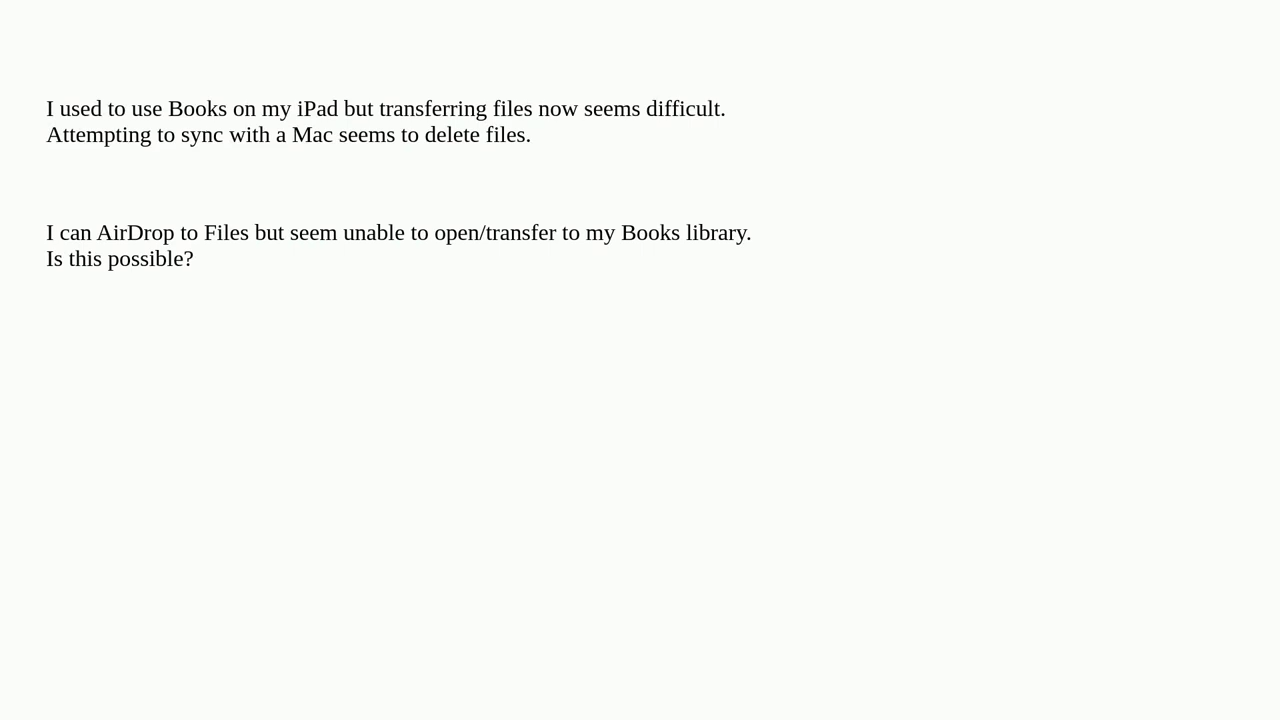 I used to use Books on my iPad but transferring files now seems difficult.
Attempting to sync with a Mac seems to delete files.
I can AirDrop to Files but seem unable to open/transfer to my Books library.
Is this possible?